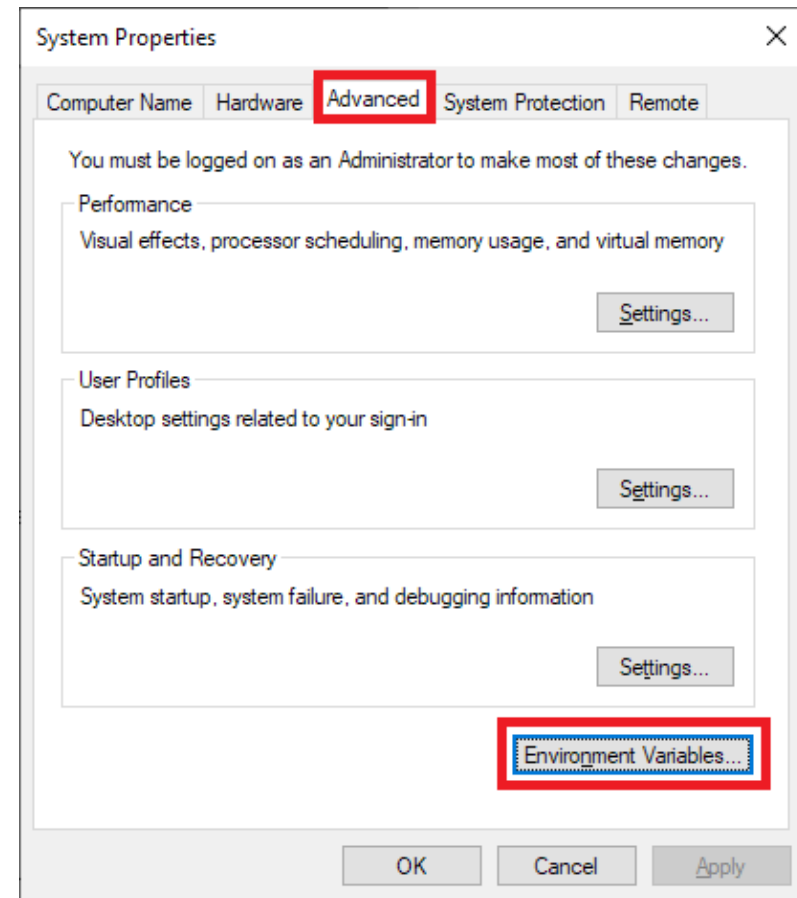 System Properties
Computer Name Hardware Advanced System Protection Remote
You must be logged on as an Administrator to make most of these changes.
Performance
Visual effects, processor scheduling, memory usage, and virtual memory
Settings...
User Profiles
Desktop settings related to your sign-in
Settings...
Startup and Recovery
System startup, system failure, and debugging information
Settings...
Environment Variables...
OK Cancel Apply